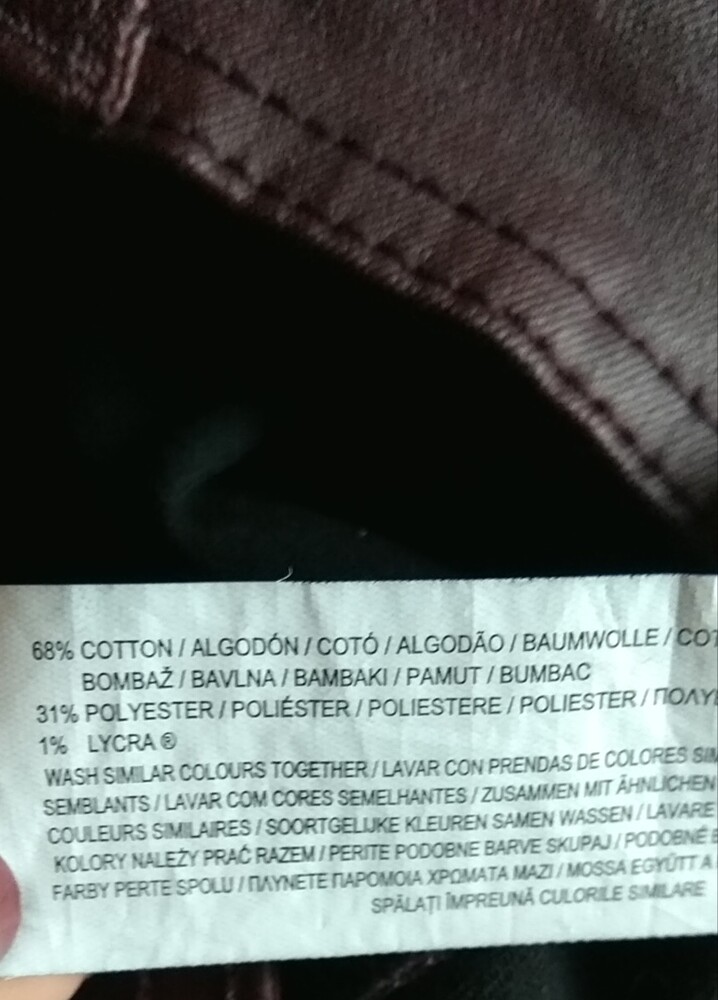 68% COTTON / ALGODÓN / COTÓ / ALGODÃO / BAUMWOLLE /
BOMBAŽ / BAVLNA / BAMBAKI / PAMUT / BUMBAC
31% POLYESTER / POLIÉSTER / POLIESTERE / POLIESTER /
1% LYCRA ®
WASH SIMILAR COLOURS TOGETHER / LAVAR CON PRENDAS DE COLORES
SEMBLANTS / LAVAR COM CORES SEMELHANTES / ZUSAMMEN MIT ÄHNLICHEN
COULEURS SIMILAIRES / SOORTGELIJKE KLEUREN SAMEN WASSEN / LAVARE
KOLORY NALEŻY PRAĆ RAZEM / PERITE PODOBNE BARVE SKUPAJ / PODOBNÉ
FARBY PERTE SPOLU / ΠΛΥΝΕΤΕ ΠΑΡΟΜΟΙΑ ΧΡΩΜΑΤΑ ΜΑΖΙ / MOSSA EGYÜTT A
SPĂLAȚI ÎMPREUNĂ CULORILE SIMILARE